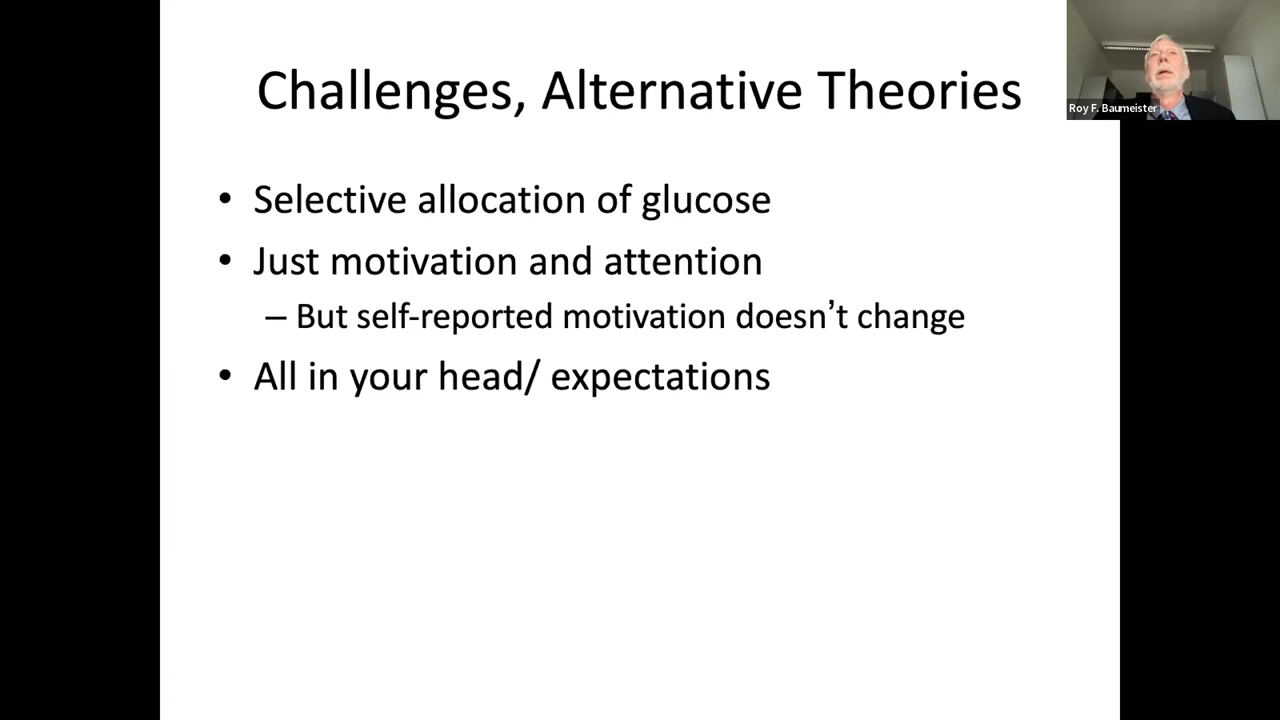 Challenges, Alternative Theories
Roy F. Baumeister
• Selective allocation of glucose
• Just motivation and attention
– But self-reported motivation doesn’t change
• All in your head/ expectations